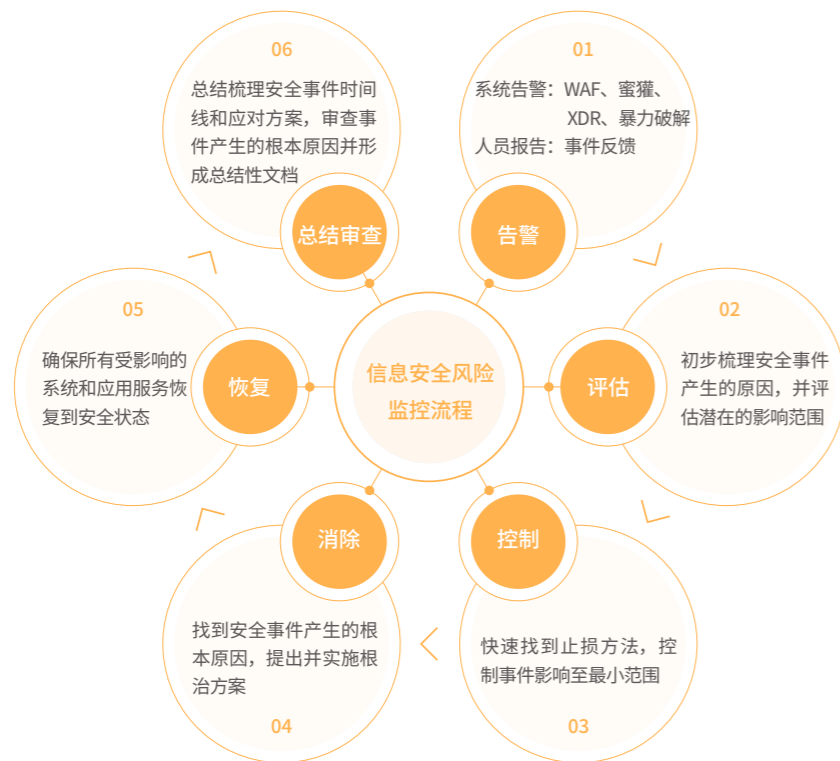 信息安全风险
监控流程
01
告警
系统告警：WAF、蜜獾、
XDR、暴力破解
人员报告：事件反馈
02
评估
初步梳理安全事件
产生的原因，并评
估潜在的影响范围
03
控制
快速找到止损方法，控
制事件影响至最小范围
04
消除
找到安全事件产生的根
本原因，提出并实施根
治方案
05
恢复
确保所有受影响的
系统和应用服务恢
复到安全状态
06
总结审查
总结梳理安全事件时间
线和应对方案，审查事
件产生的根本原因并形
成总结性文档